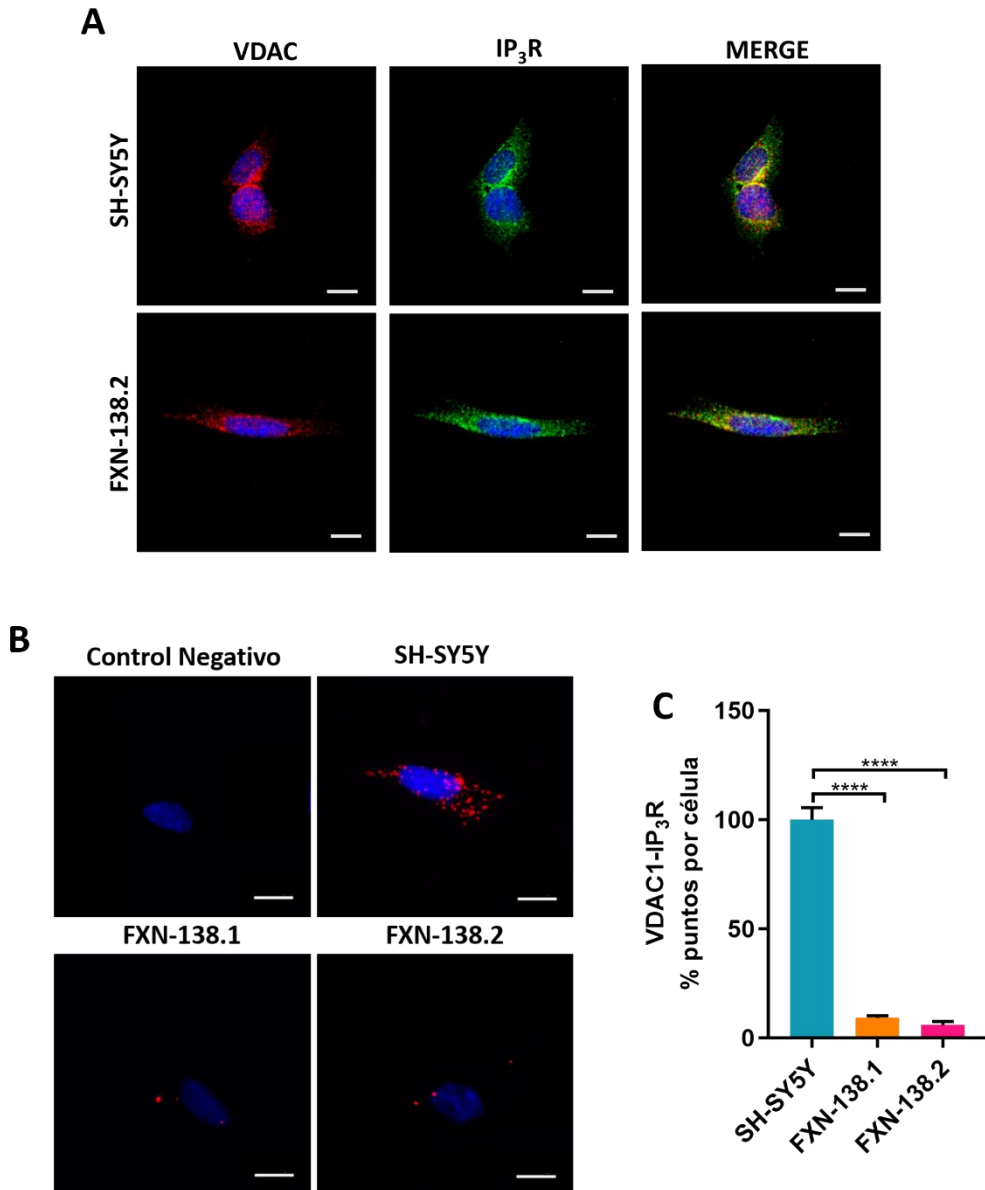 A
VDAC
IP₃R
MERGE
SH-SY5Y
FXN-138.2
B
Control Negativo
SH-SY5Y
FXN-138.1
FXN-138.2
C
VDAC1-IP₃R
% puntos por célula
150
100
50
0
****
****
SH-SY5Y
FXN-138.1
FXN-138.2